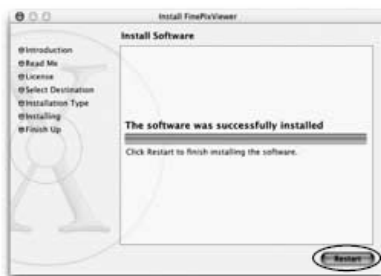 Install FinePixViewer
Install Software
Introduction
Read Me
License
Select Destination
Installation Type
Installing
Finish Up
The software was successfully installed
Click Restart to finish installing the software.
Restart